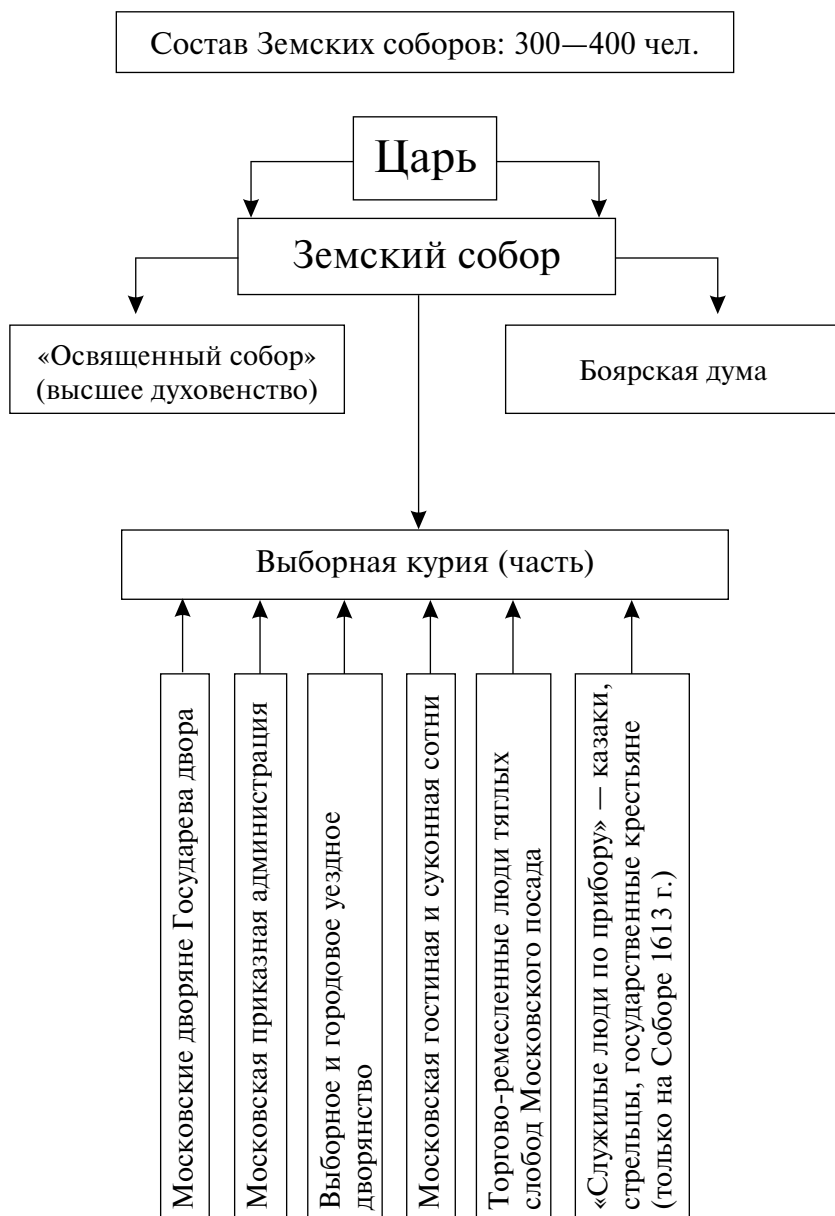 Состав Земских соборов: 300—400 чел.
Царь
Земский собор
«Освященный собор»
(высшее духовенство)
Боярская дума
Выборная курия (часть)
Московские дворяне Государева двора
Московская приказная администрация
Выборное и городовое уездное
дворянство
Московская гостиная и суконная сотни
Торгово-ремесленные люди тяглых
слобод Московского посада
«Служилые люди по прибору» — казаки,
стрельцы, государственные крестьяне
(только на Соборе 1613 г.)